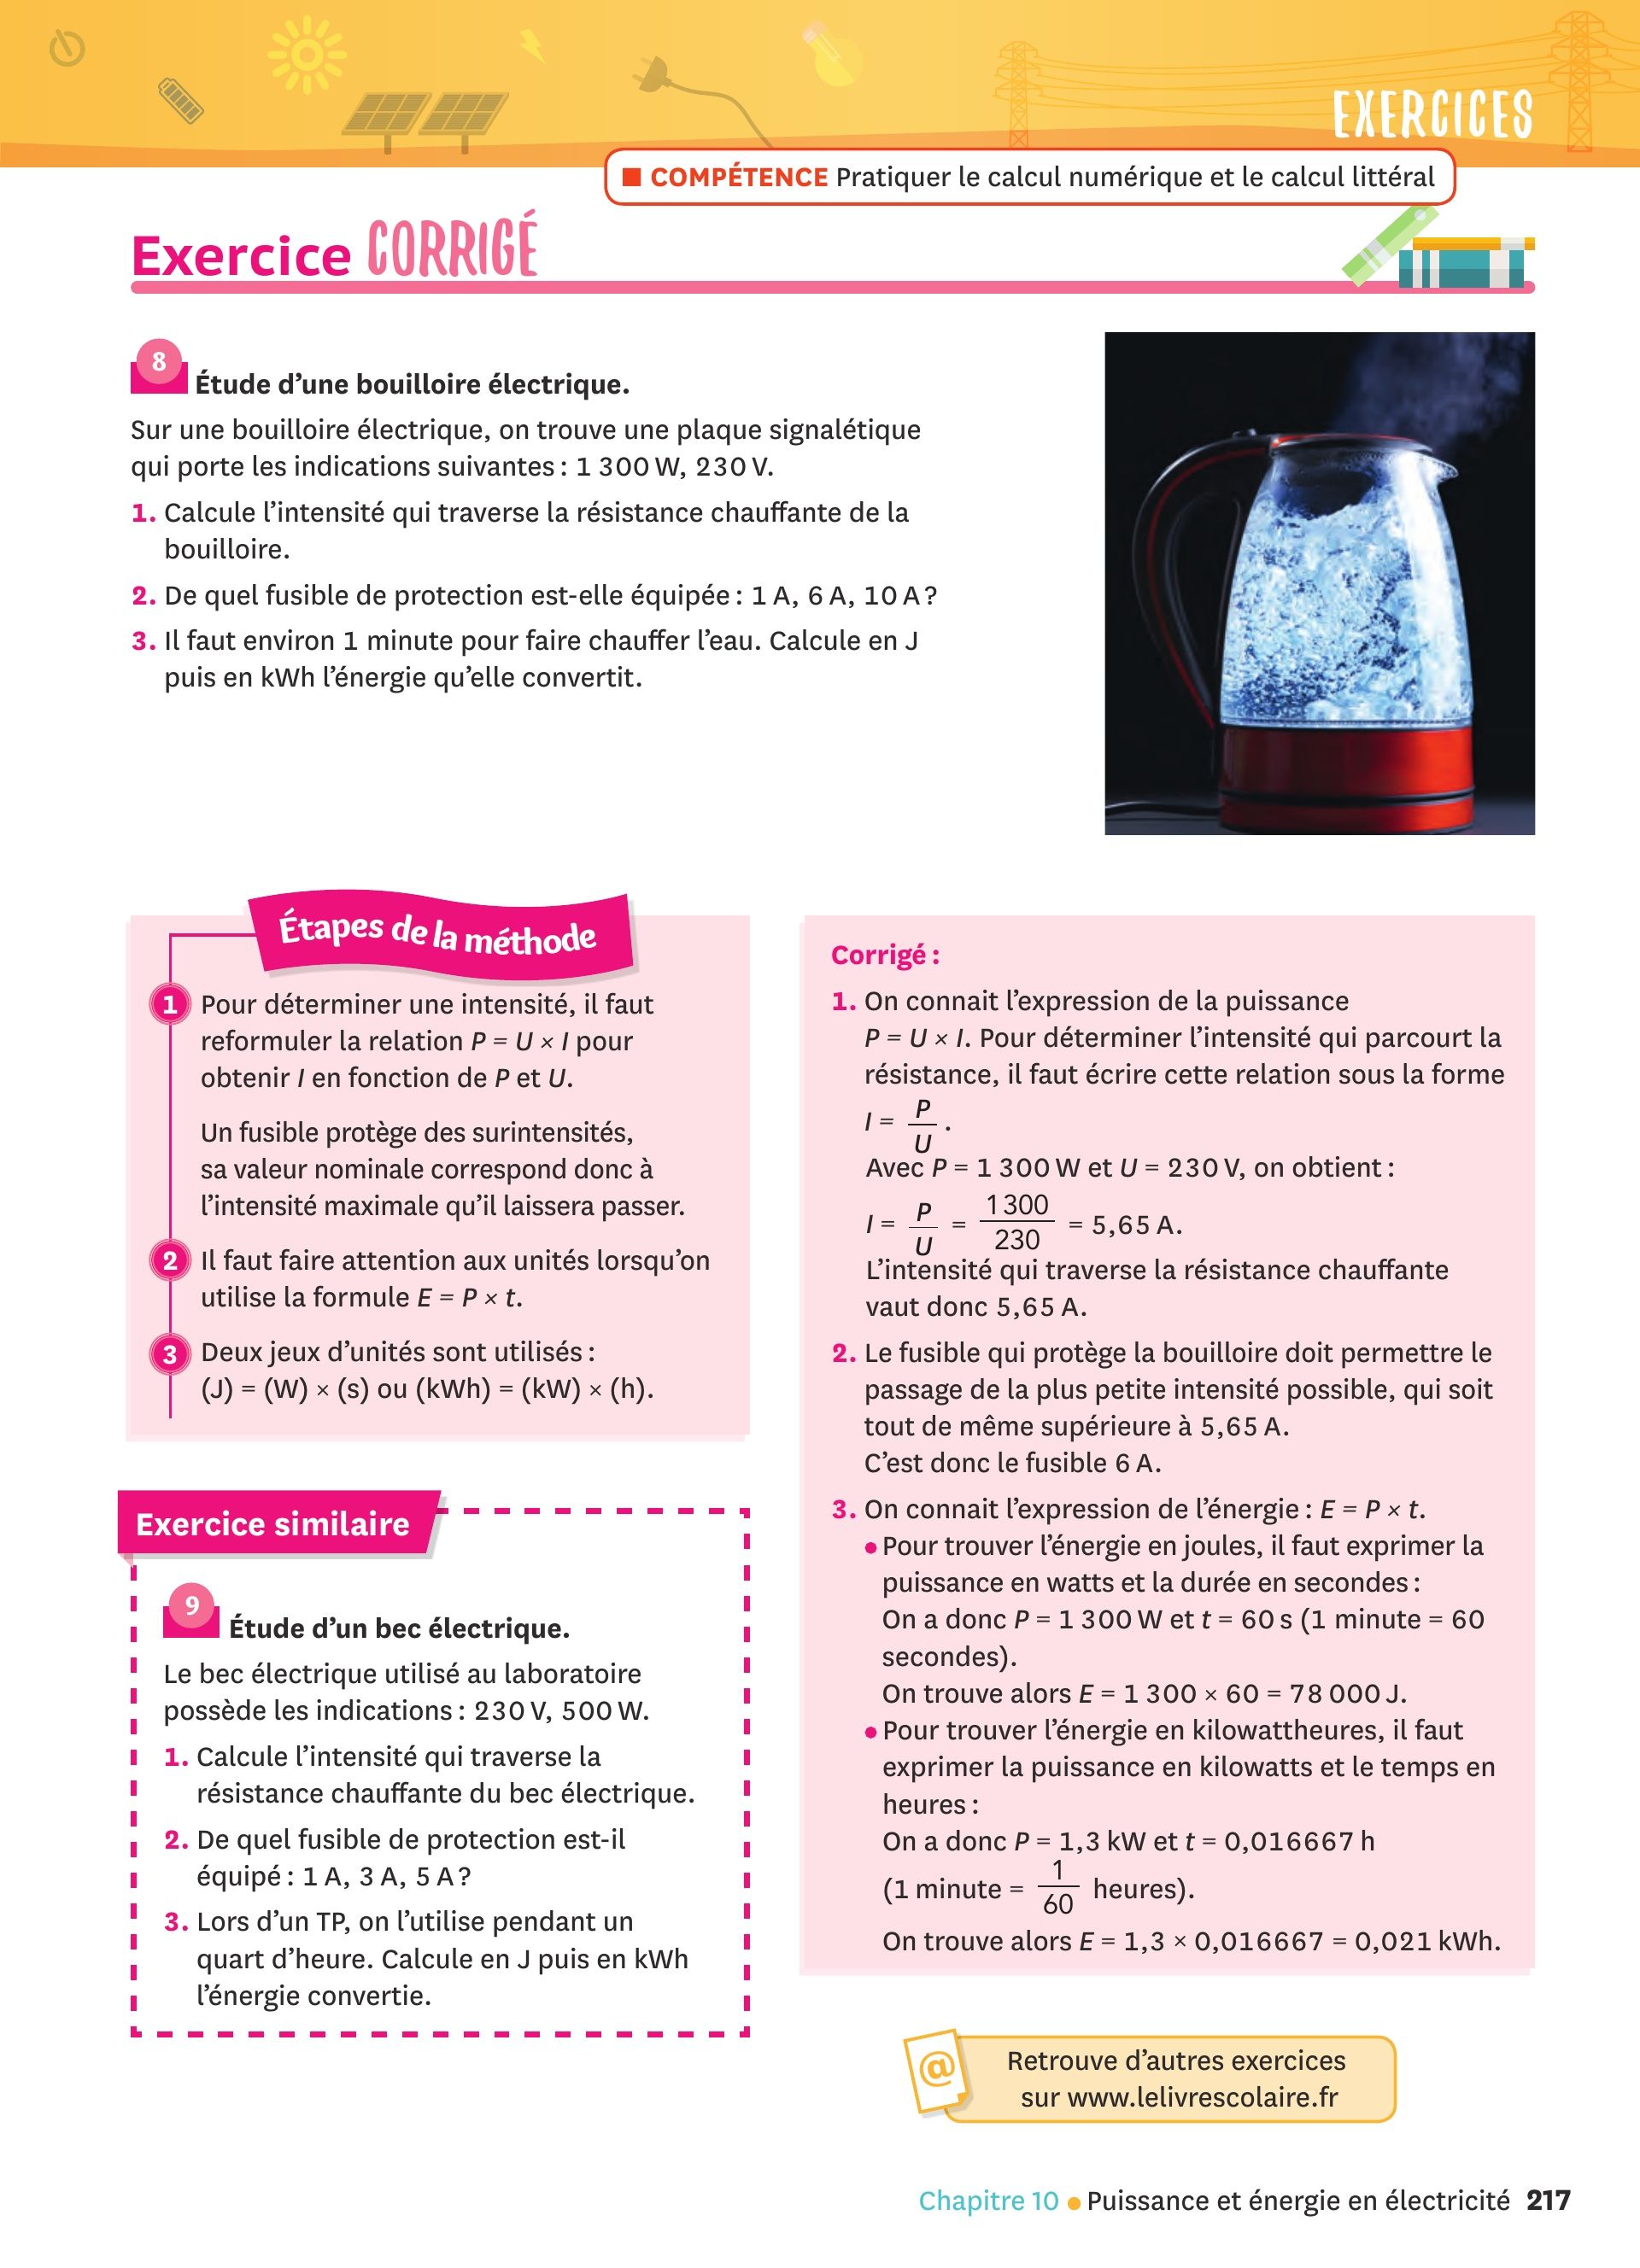 EXERCICES
■ COMPÉTENCE Pratiquer le calcul numérique et le calcul littéral
Exercice CORRIGÉ
8
Étude d'une bouilloire électrique.
Sur une bouilloire électrique, on trouve une plaque signalétique
qui porte les indications suivantes : 1 300 W, 230 V.
1. Calcule l'intensité qui traverse la résistance chauffante de la
bouilloire.
2. De quel fusible de protection est-elle équipée : 1 A, 6 A, 10 A ?
3. Il faut environ 1 minute pour faire chauffer l'eau. Calcule en J
puis en kWh l'énergie qu'elle convertit.
Étapes de la méthode
1 Pour déterminer une intensité, il faut
reformuler la relation P = U × I pour
obtenir I en fonction de P et U.
Un fusible protège des surintensités,
sa valeur nominale correspond donc à
l'intensité maximale qu'il laissera passer.
2 Il faut faire attention aux unités lorsqu'on
utilise la formule E = P × t.
3 Deux jeux d'unités sont utilisés :
(J) = (W) × (s) ou (kWh) = (kW) × (h).
Exercice similaire
9
Étude d'un bec électrique.
Le bec électrique utilisé au laboratoire
possède les indications : 230 V, 500 W.
1. Calcule l'intensité qui traverse la
résistance chauffante du bec électrique.
2. De quel fusible de protection est-il
équipé : 1 A, 3 A, 5 A ?
3. Lors d'un TP, on l'utilise pendant un
quart d'heure. Calcule en J puis en kWh
l'énergie convertie.
Corrigé :
1. On connait l'expression de la puissance
P = U × I. Pour déterminer l'intensité qui parcourt la
résistance, il faut écrire cette relation sous la forme
I = P/U.
Avec P = 1 300 W et U = 230 V, on obtient :
I = P/U = 1 300/230 = 5,65 A.
L'intensité qui traverse la résistance chauffante
vaut donc 5,65 A.
2. Le fusible qui protège la bouilloire doit permettre le
passage de la plus petite intensité possible, qui soit
tout de même supérieure à 5,65 A.
C'est donc le fusible 6 A.
3. On connait l'expression de l'énergie : E = P × t.
• Pour trouver l'énergie en joules, il faut exprimer la
puissance en watts et la durée en secondes :
On a donc P = 1 300 W et t = 60 s (1 minute = 60
secondes).
On trouve alors E = 1 300 × 60 = 78 000 J.
• Pour trouver l'énergie en kilowattheures, il faut
exprimer la puissance en kilowatts et le temps en
heures :
On a donc P = 1,3 kW et t = 0,016667 h
(1 minute = 1/60 heures).
On trouve alors E = 1,3 × 0,016667 = 0,021 kWh.
@
Retrouve d'autres exercices
sur www.lelivrescolaire.fr
Chapitre 10 • Puissance et énergie en électricité 217